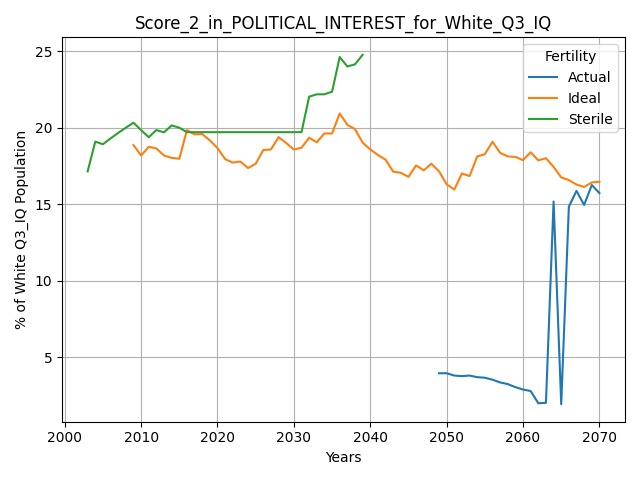 Score_2_in_POLITICAL_INTEREST_for_White_Q3_IQ
Fertility
Actual
Ideal
Sterile
% of White Q3_IQ Population
25
20
15
10
5
2000 2010 2020 2030 2040 2050 2060 2070
Years